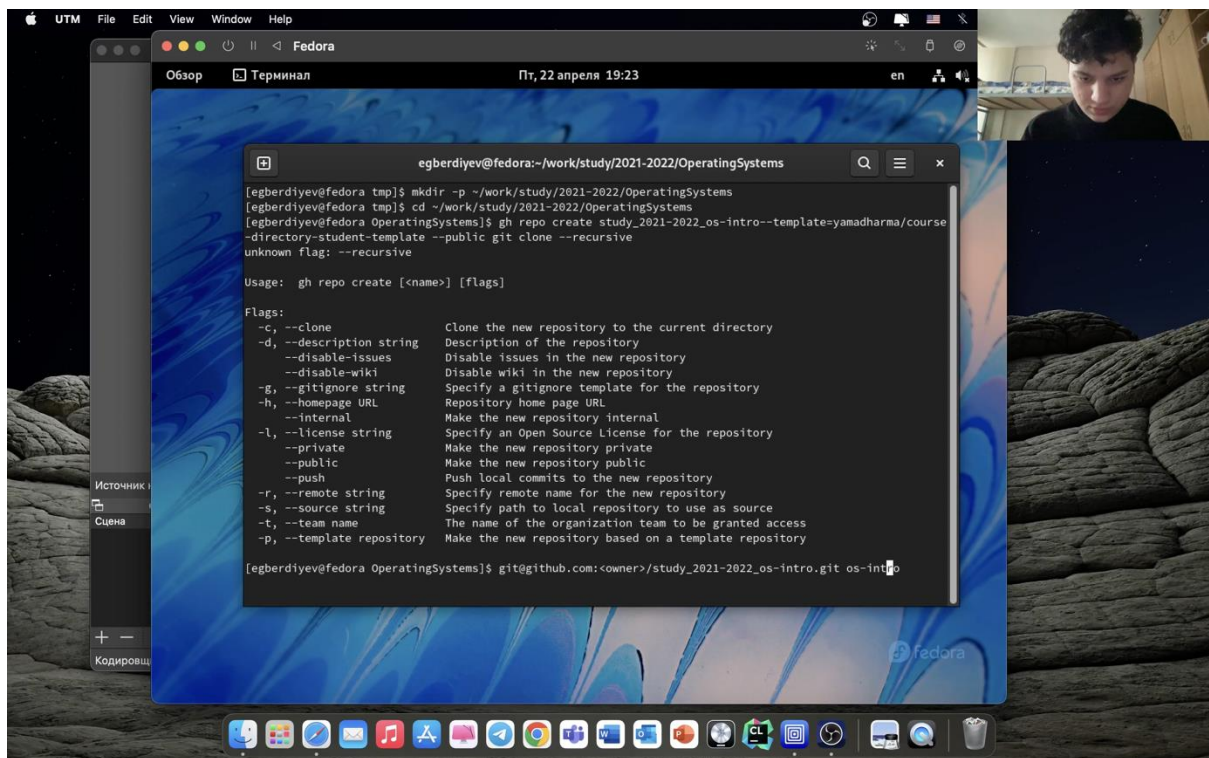 UTM File Edit View Window Help
Fedora
Обзор Терминал Пт, 22 апреля 19:23 en
egberdiyev@fedora:~/work/study/2021-2022/OperatingSystems
[egberdiyev@fedora tmp]$ mkdir -p ~/work/study/2021-2022/OperatingSystems
[egberdiyev@fedora tmp]$ cd ~/work/study/2021-2022/OperatingSystems
[egberdiyev@fedora OperatingSystems]$ gh repo create study_2021-2022_os-intro--template=yamadharma/course
-directory-student-template --public git clone --recursive
unknown flag: --recursive
Usage:  gh repo create [<name>] [flags]
Flags:
  -c, --clone                 Clone the new repository to the current directory
  -d, --description string    Description of the repository
      --disable-issues        Disable issues in the new repository
      --disable-wiki          Disable wiki in the new repository
  -g, --gitignore string      Specify a gitignore template for the repository
  -h, --homepage URL          Repository home page URL
      --internal              Make the new repository internal
  -l, --license string        Specify an Open Source License for the repository
      --private               Make the new repository private
      --public                Make the new repository public
      --push                  Push local commits to the new repository
  -r, --remote string         Specify remote name for the new repository
  -s, --source string         Specify path to local repository to use as source
  -t, --team name             The name of the organization team to be granted access
  -p, --template repository   Make the new repository based on a template repository
[egberdiyev@fedora OperatingSystems]$ git@github.com:<owner>/study_2021-2022_os-intro.git os-intro
Источник
Сцена
fedora
CL